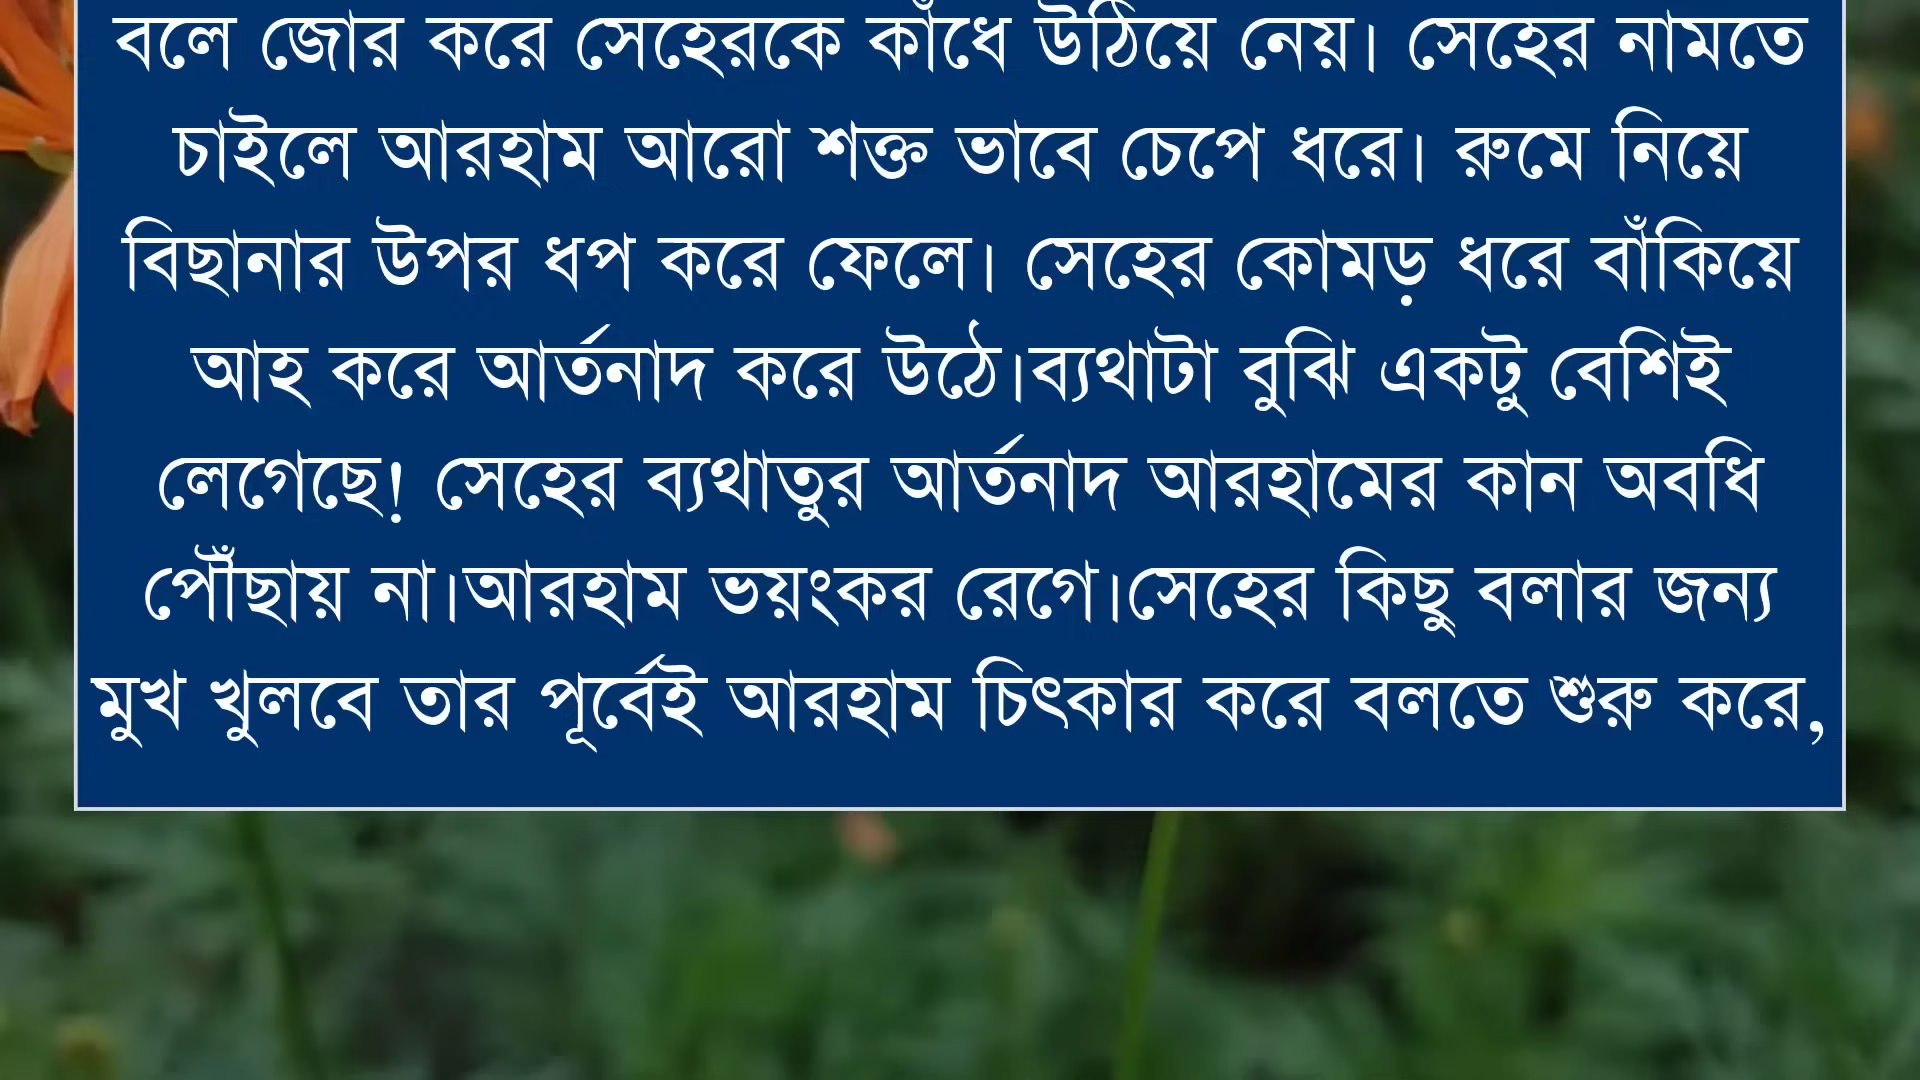 বলে জোর করে সেহেরকে কাঁধে উঠিয়ে নেয়। সেহের নামতে
চাইলে আরহাম আরো শক্ত ভাবে চেপে ধরে। রুমে নিয়ে
বিছানার উপর ধপ করে ফেলে। সেহের কোমড় ধরে বাঁকিয়ে
আহ করে আর্তনাদ করে উঠে।ব্যথাটা বুঝি একটু বেশিই
লেগেছে! সেহের ব্যথাতুর আর্তনাদ আরহামের কান অবধি
পৌঁছায় না।আরহাম ভয়ংকর রেগে।সেহের কিছু বলার জন্য
মুখ খুলবে তার পূর্বেই আরহাম চিৎকার করে বলতে শুরু করে,